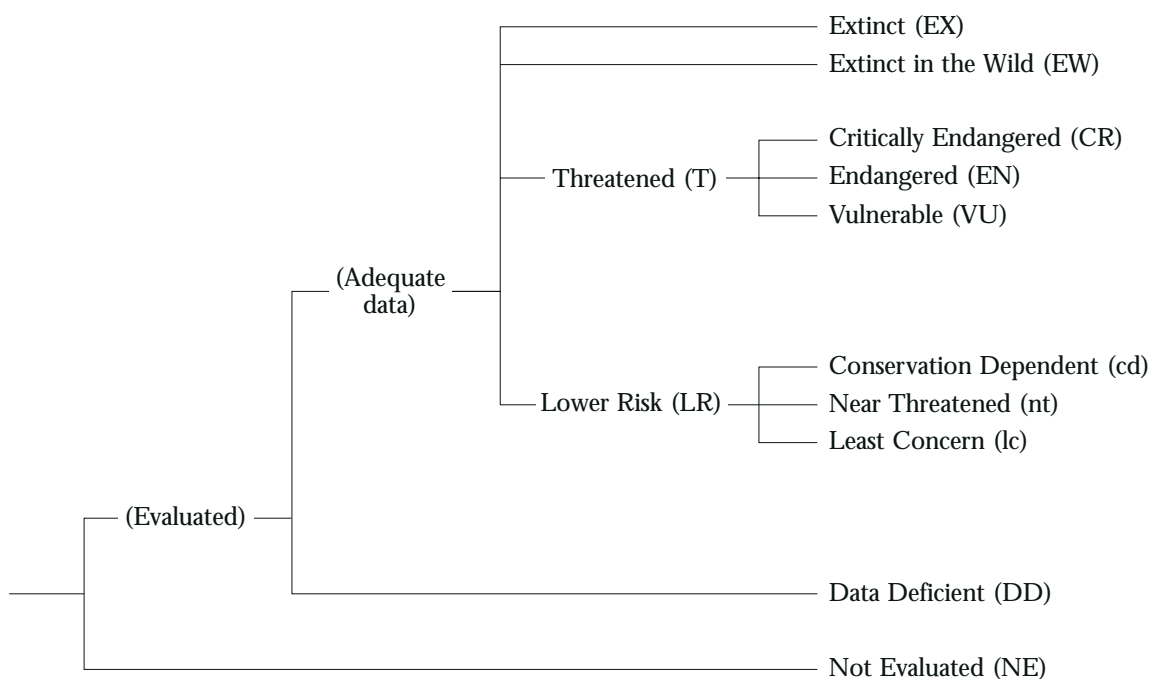 Extinct (EX)
Extinct in the Wild (EW)
Critically Endangered (CR)
Threatened (T)
Endangered (EN)
Vulnerable (VU)
(Adequate
data)
Conservation Dependent (cd)
Lower Risk (LR)
Near Threatened (nt)
Least Concern (lc)
(Evaluated)
Data Deficient (DD)
Not Evaluated (NE)